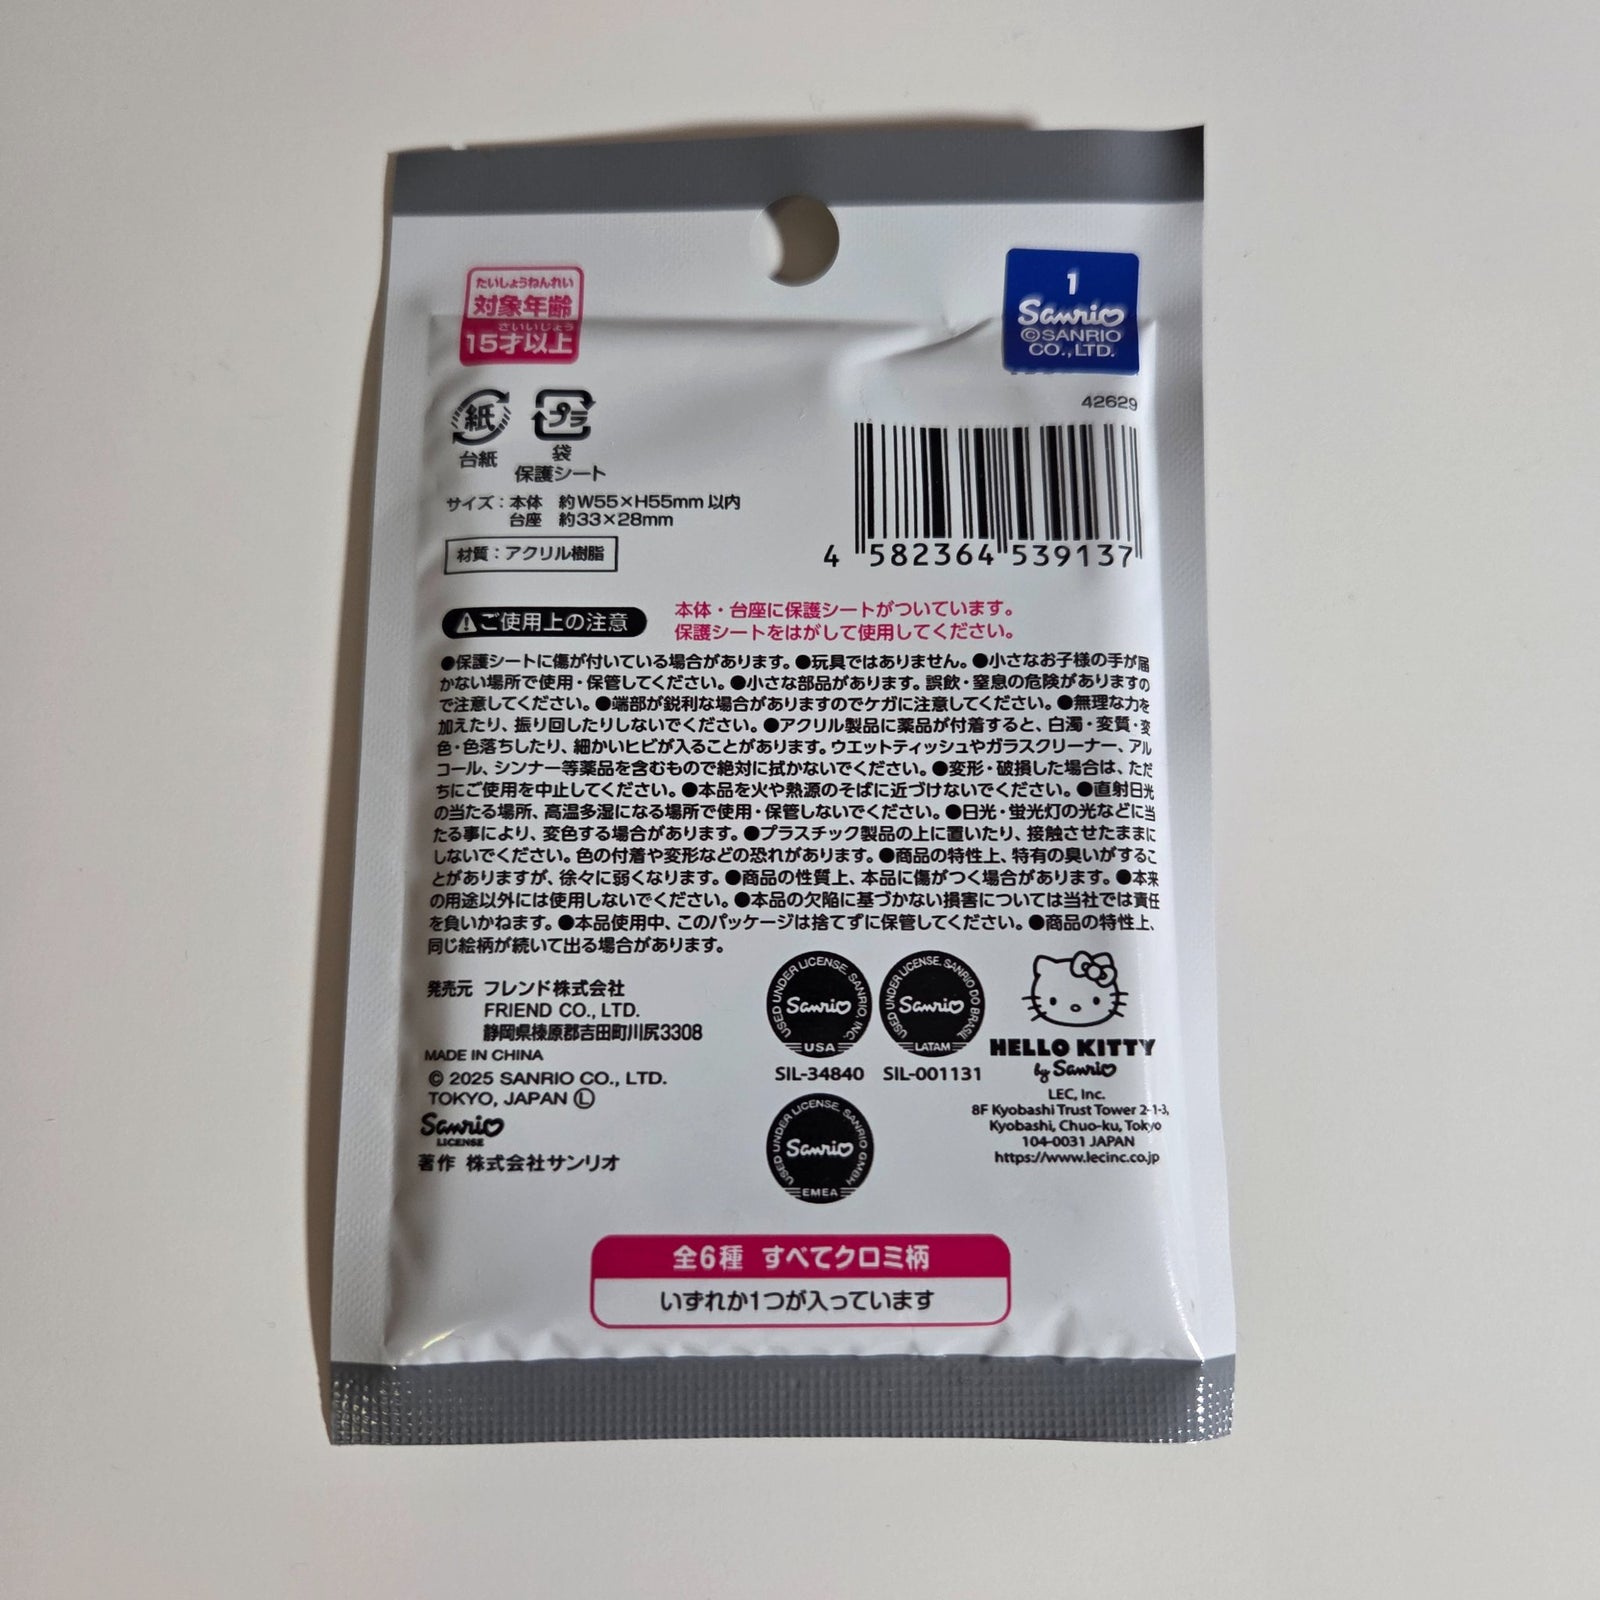 たいしょうねんれい
対象年齢
さいいじょう
15才以上
1
Sanrio
©SANRIO
CO.,LTD.
紙
台紙
プラ
袋
保護シート
42629
4 582364 539137
サイズ：本体 約W55×H55mm以内
台座 約33×28mm
材質：アクリル樹脂
ご使用上の注意
本体・台座に保護シートがついています。
保護シートをはがして使用してください。
●保護シートに傷が付いている場合があります。●玩具ではありません。●小さなお子様の手が届
かない場所で使用・保管してください。●小さな部品があります。誤飲・窒息の危険がありますの
で注意してください。●端部が鋭利な場合がありますのでケガに注意してください。●無理な力を
加えたり、振り回したりしないでください。●アクリル製品に薬品が付着すると、白濁・変質・変
色・色落ちしたり、細かいヒビが入ることがあります。ウエットティッシュやガラスクリーナー、アル
コール、シンナー等薬品を含むもので絶対に拭かないでください。●変形・破損した場合は、ただ
ちにご使用を中止してください。●本品を火や熱源のそばに近づけないでください。●直射日光
の当たる場所、高温多湿になる場所で使用・保管しないでください。●日光・蛍光灯の光などに当
たる事により、変色する場合があります。●プラスチック製品の上に置いたり、接触させたままに
しないでください。色の付着や変形などの恐れがあります。●商品の特性上、特有の臭いがするこ
とがありますが、徐々に弱くなります。●商品の性質上、本品に傷がつく場合があります。●本来
の用途以外には使用しないでください。●本品の欠陥に基づかない損害については当社では責任
を負いかねます。●本品使用中、このパッケージは捨てずに保管してください。●商品の特性上、
同じ絵柄が続いて出る場合があります。
発売元 フレンド株式会社
FRIEND CO., LTD.
静岡県榛原郡吉田町川尻3308
MADE IN CHINA
© 2025 SANRIO CO., LTD.
TOKYO, JAPAN Ⓛ
Sanrio
LICENSE
著作 株式会社サンリオ
USED UNDER LICENSE. SANRIO, INC.
Sanrio
USA
SIL-34840
USED UNDER LICENSE. SANRIO DO BRASIL
Sanrio
LATAM
SIL-001131
USED UNDER LICENSE. SANRIO GMBH
Sanrio
EMEA
HELLO KITTY
by Sanrio
LEC, Inc.
8F Kyobashi Trust Tower 2-1-3,
Kyobashi, Chuo-ku, Tokyo
104-0031 JAPAN
https://www.lecinc.co.jp
全6種 すべてクロミ柄
いずれか1つが入っています